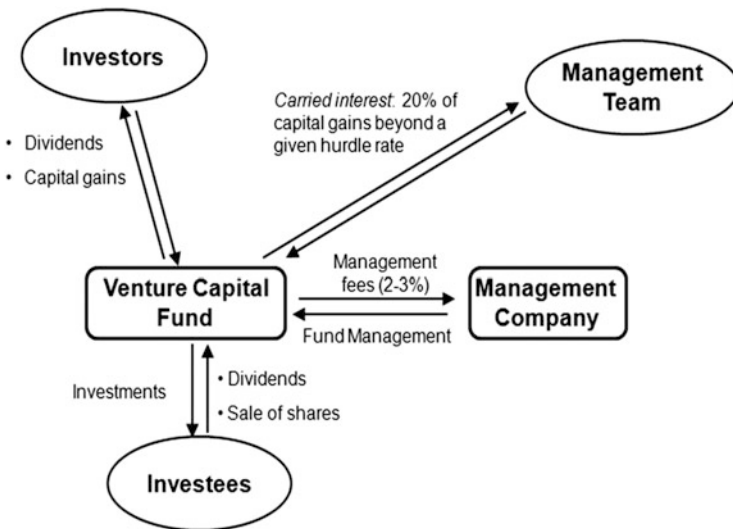 Investors
Management
Team
Carried interest: 20% of
capital gains beyond a
given hurdle rate
• Dividends
• Capital gains
Venture Capital
Fund
Management
fees (2-3%)
Fund Management
Management
Company
Investments
• Dividends
• Sale of shares
Investees